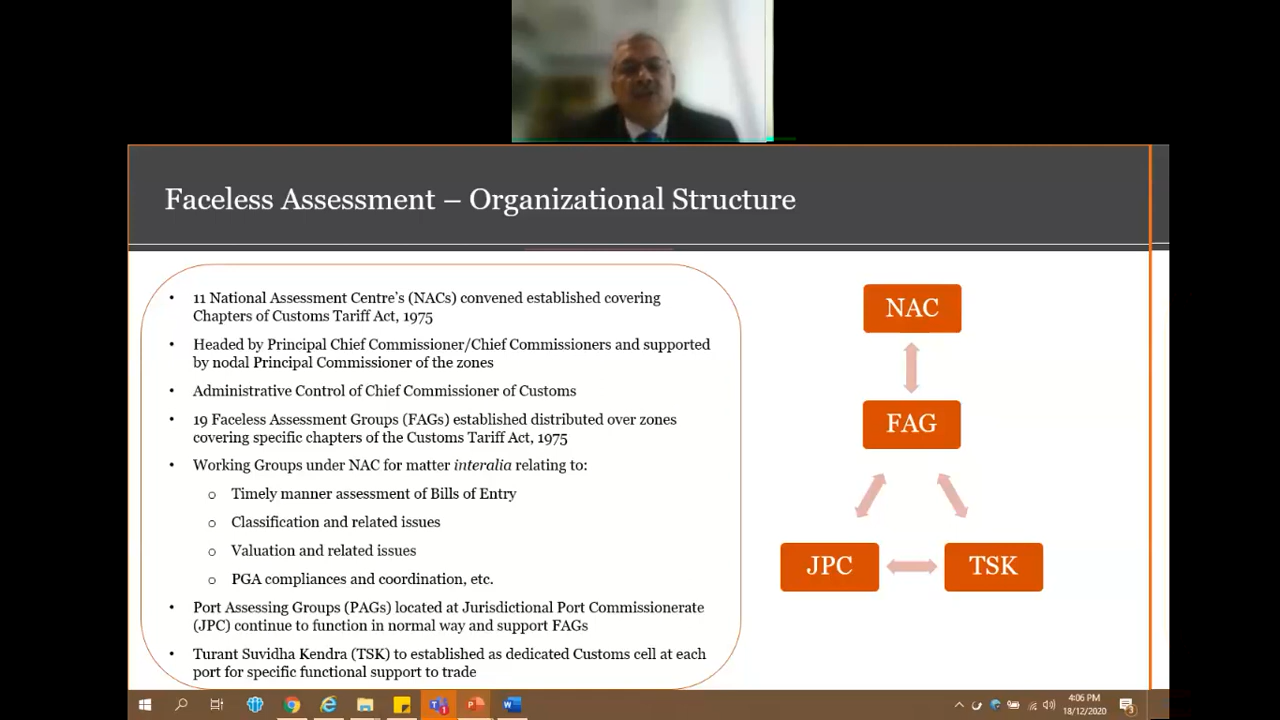 Faceless Assessment – Organizational Structure
• 11 National Assessment Centre's (NACs) convened established covering
Chapters of Customs Tariff Act, 1975
• Headed by Principal Chief Commissioner/Chief Commissioners and supported
by nodal Principal Commissioner of the zones
• Administrative Control of Chief Commissioner of Customs
• 19 Faceless Assessment Groups (FAGs) established distributed over zones
covering specific chapters of the Customs Tariff Act, 1975
• Working Groups under NAC for matter interalia relating to:
o Timely manner assessment of Bills of Entry
o Classification and related issues
o Valuation and related issues
o PGA compliances and coordination, etc.
• Port Assessing Groups (PAGs) located at Jurisdictional Port Commissionerate
(JPC) continue to function in normal way and support FAGs
• Turant Suvidha Kendra (TSK) to established as dedicated Customs cell at each
port for specific functional support to trade
NAC
FAG
JPC TSK
4:06 PM
18/12/2020